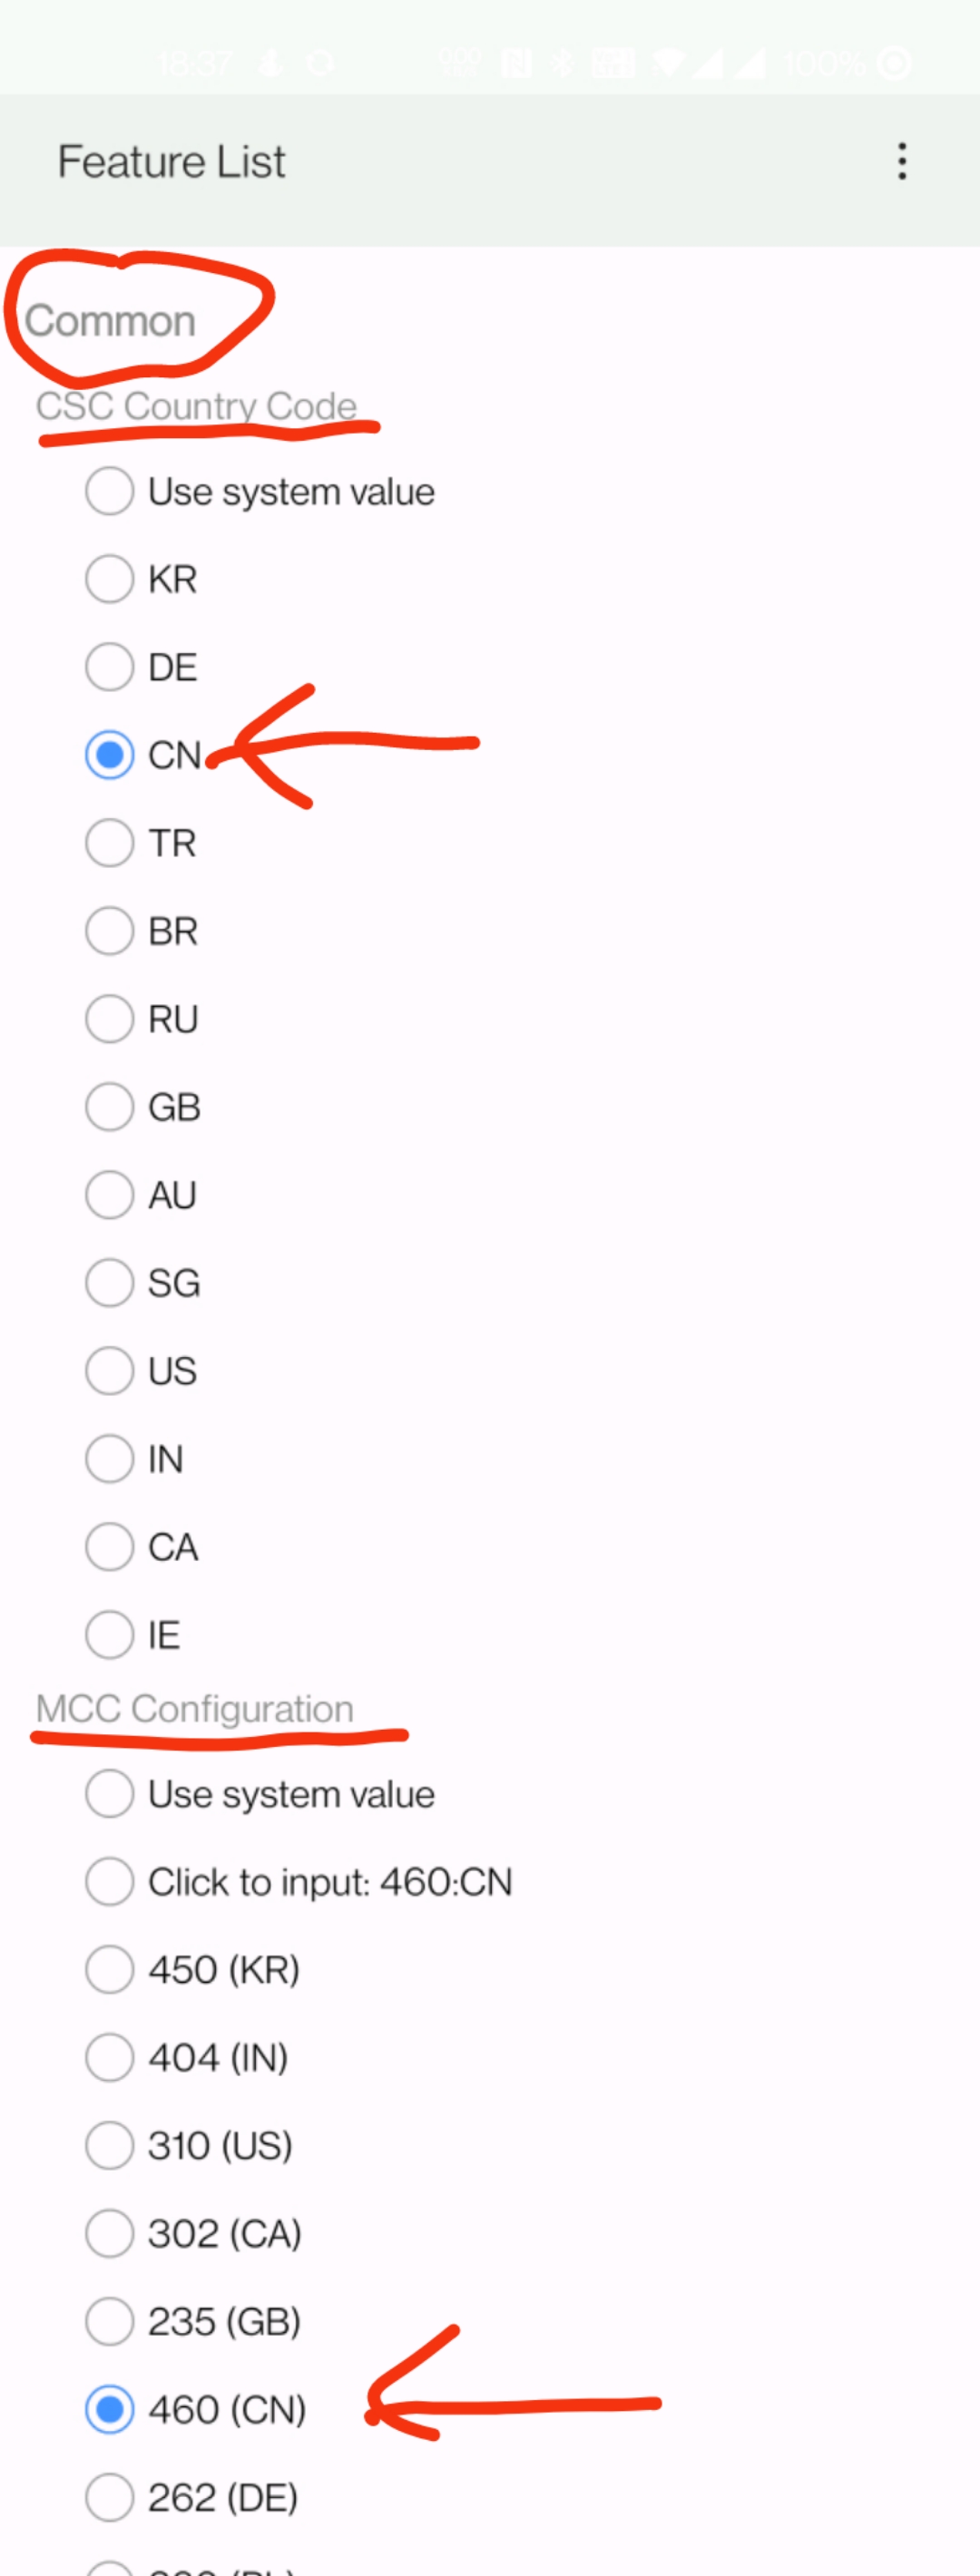 18:37 100%
Feature List
Common
CSC Country Code
Use system value
KR
DE
CN
TR
BR
RU
GB
AU
SG
US
IN
CA
IE
MCC Configuration
Use system value
Click to input: 460:CN
450 (KR)
404 (IN)
310 (US)
302 (CA)
235 (GB)
460 (CN)
262 (DE)